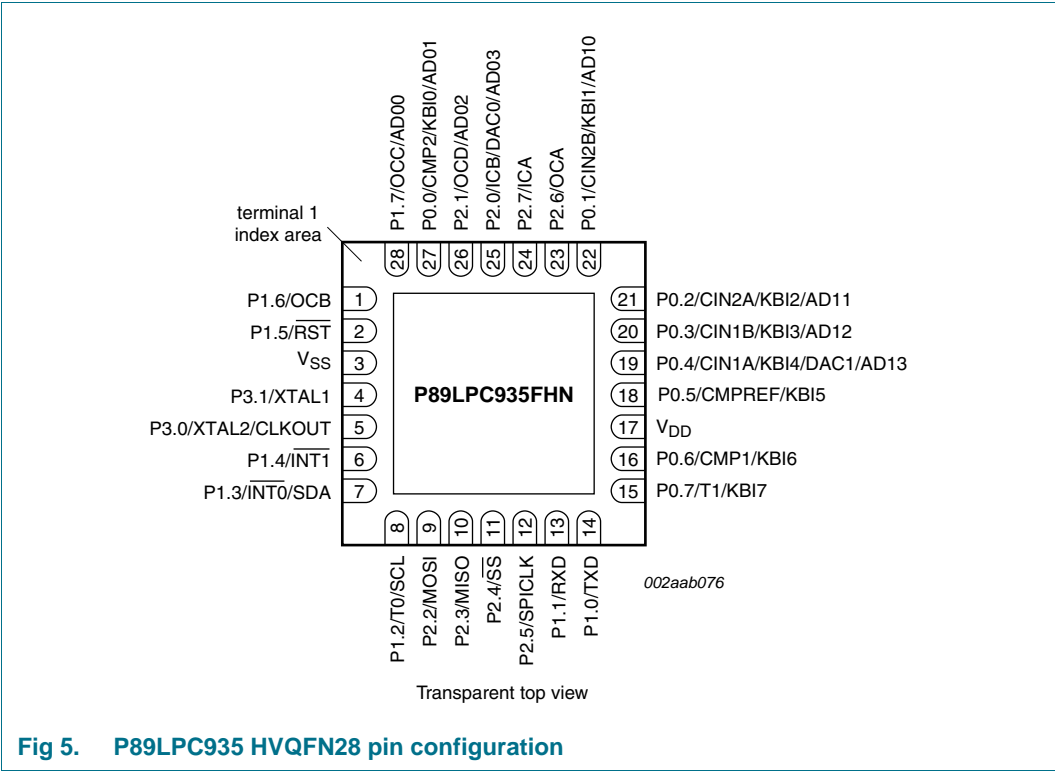 P1.7/OCC/AD00
P0.0/CMP2/KBI0/AD01
P2.1/OCD/AD02
P2.0/ICB/DAC0/AD03
P2.7/ICA
P2.6/OCA
P0.1/CIN2B/KBI1/AD10
terminal 1
index area
28
27
26
25
24
23
22
P1.6/OCB 1
P1.5/RST 2
VSS 3
P3.1/XTAL1 4
P3.0/XTAL2/CLKOUT 5
P1.4/INT1 6
P1.3/INT0/SDA 7
P89LPC935FHN
21 P0.2/CIN2A/KBI2/AD11
20 P0.3/CIN1B/KBI3/AD12
19 P0.4/CIN1A/KBI4/DAC1/AD13
18 P0.5/CMPREF/KBI5
17 VDD
16 P0.6/CMP1/KBI6
15 P0.7/T1/KBI7
8
9
10
11
12
13
14
P1.2/T0/SCL
P2.2/MOSI
P2.3/MISO
P2.4/SS
P2.5/SPICLK
P1.1/RXD
P1.0/TXD
002aab076
Transparent top view
Fig 5. P89LPC935 HVQFN28 pin configuration